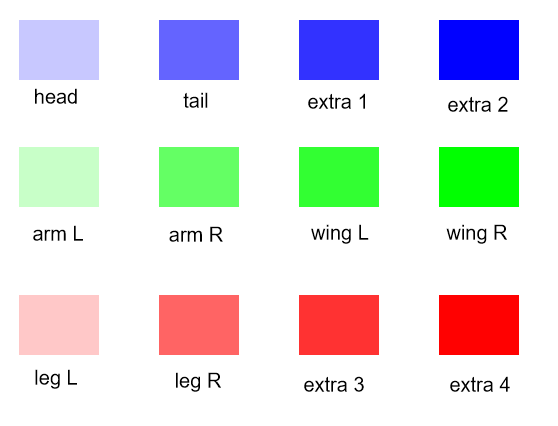 head tail extra 1 extra 2
arm L arm R wing L wing R
leg L leg R extra 3 extra 4